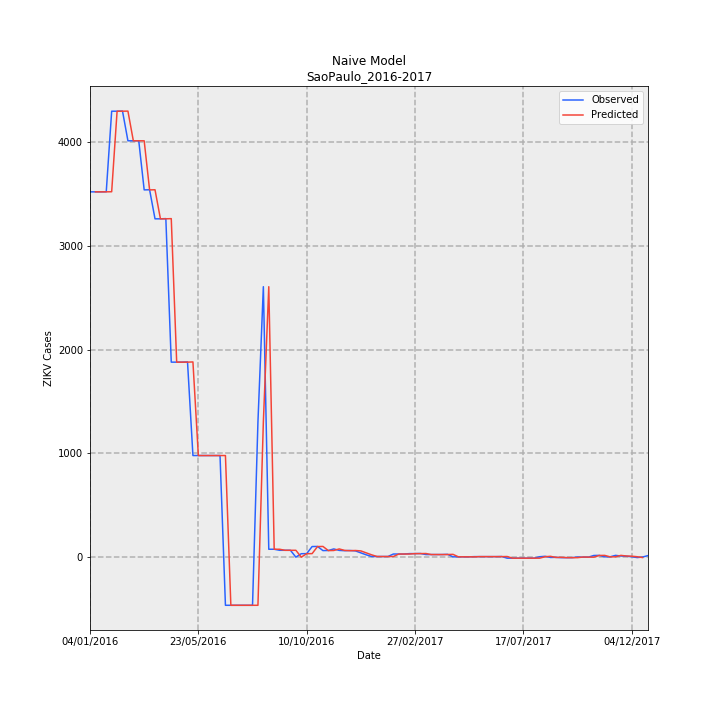 Naive Model
SaoPaulo_2016-2017
Observed
Predicted
4000
3000
2000
1000
0
ZIKV Cases
04/01/2016
23/05/2016
10/10/2016
27/02/2017
17/07/2017
04/12/2017
Date